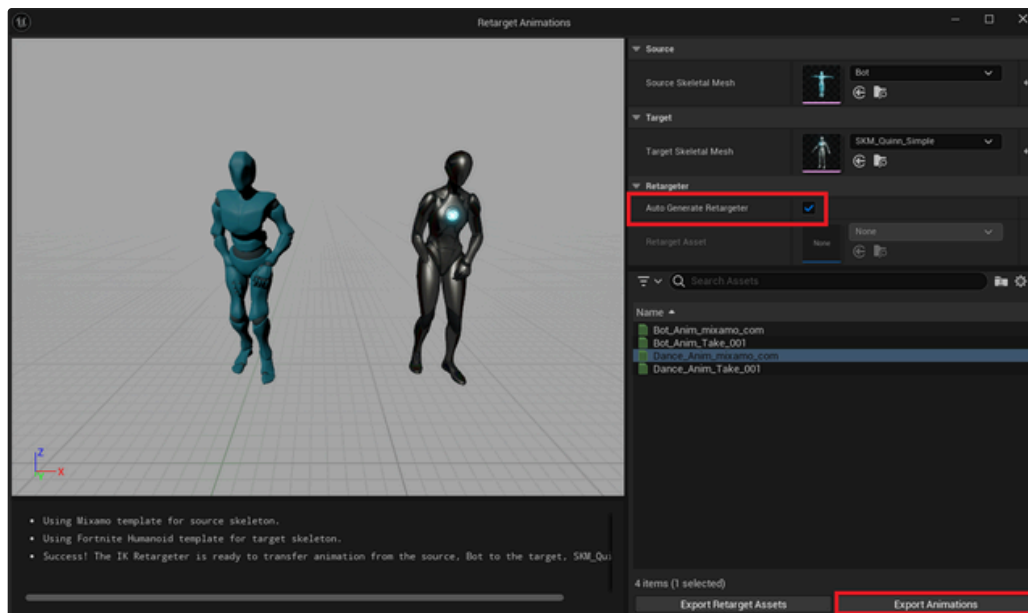 Retarget Animations
Source
Source Skeletal Mesh
Bot
Target
Target Skeletal Mesh
SKM_Quinn_Simple
Retargeter
Auto Generate Retargeter
Retarget Asset
None
None
Search Assets
Name
Bot_Anim_mixamo_com
Bot_Anim_Take_001
Dance_Anim_mixamo_com
Dance_Anim_Take_001
Z
X
Using Mixamo template for source skeleton.
Using Fortnite Humanoid template for target skeleton.
Success! The IK Retargeter is ready to transfer animation from the source, Bot to the target, SKM_Qui
4 items (1 selected)
Export Retarget Assets
Export Animations